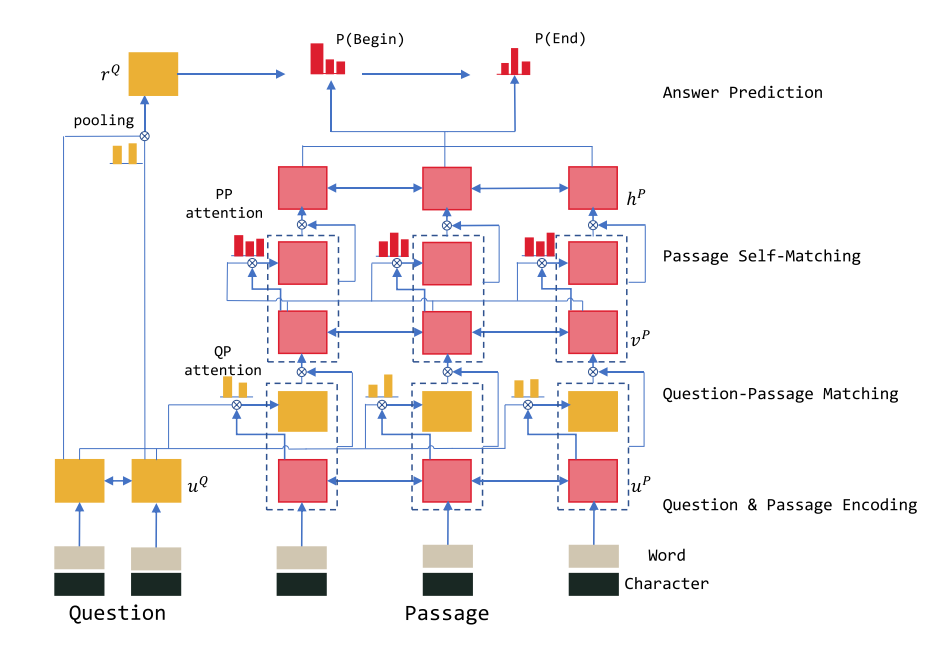 P(Begin)
P(End)
r^Q
Answer Prediction
pooling
PP
attention
h^P
Passage Self-Matching
v^P
QP
attention
Question-Passage Matching
u^Q
u^P
Question & Passage Encoding
Word
Character
Question
Passage